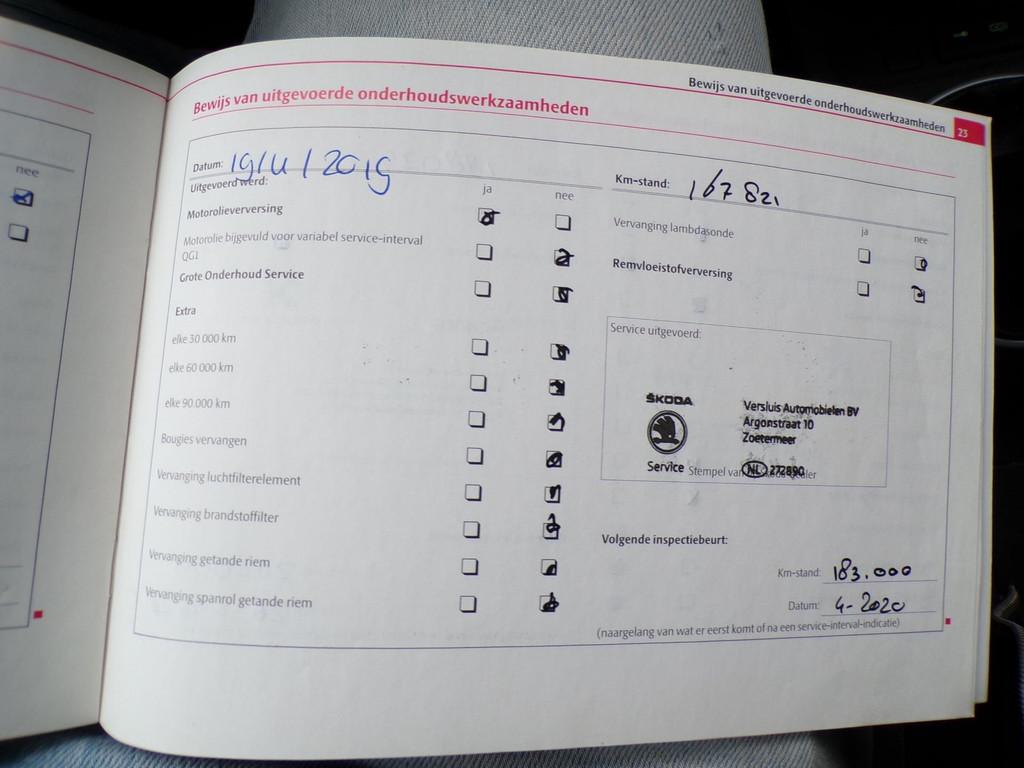 Bewijs van uitgevoerde onderhoudswerkzaamheden 23
Bewijs van uitgevoerde onderhoudswerkzaamheden
nee
Datum: 19/4/2019
Uitgevoerd werd:
ja nee
Motorolieverversing
Motorolie bijgevuld voor variabel service-interval
QG1
Grote Onderhoud Service
Extra
elke 30 000 km
elke 60 000 km
elke 90.000 km
Bougies vervangen
Vervanging luchtfilterelement
Vervanging brandstoffilter
Vervanging getande riem
Vervanging spanrol getande riem
Km-stand: 167 821
ja nee
Vervanging lambdasonde
Remvloeistofverversing
Service uitgevoerd:
ŠKODA
Service
Versluis Automobielen BV
Argonstraat 10
Zoetermeer
NL 272890
Stempel van
Volgende inspectiebeurt:
Km-stand: 183.000
Datum: 4-2020
(naargelang van wat er eerst komt of na een service-interval-indicatie)